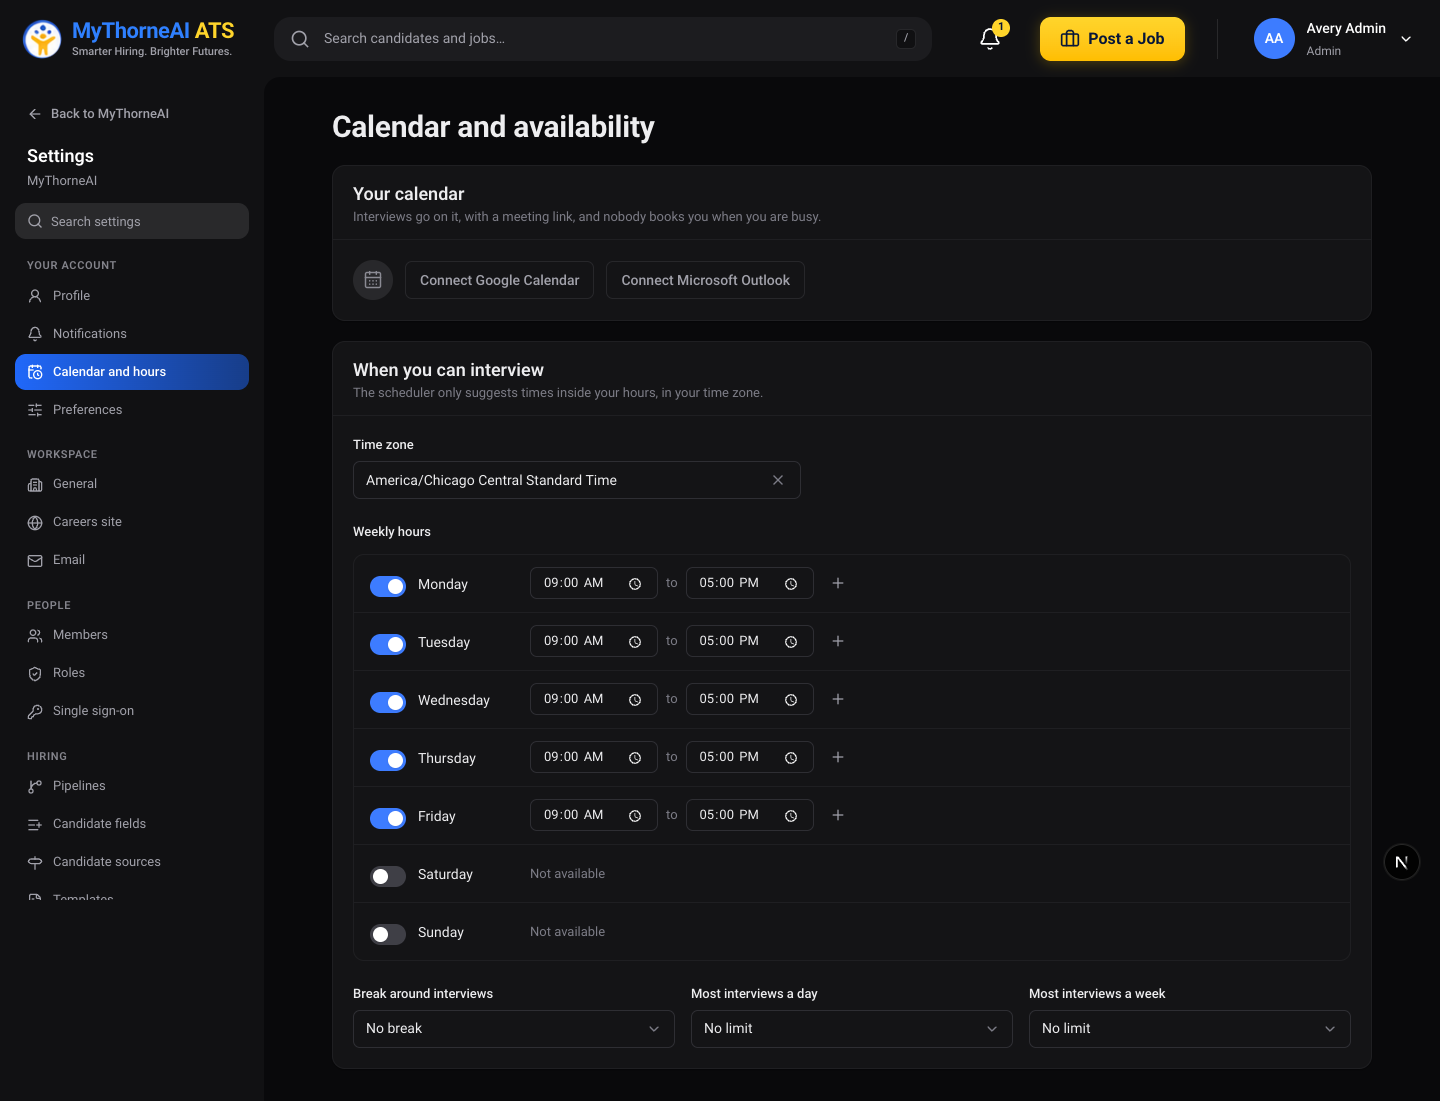 MyThorneAI ATS
Smarter Hiring. Brighter Futures.
Search candidates and jobs...
/
1
Post a Job
AA
Avery Admin
Admin
Back to MyThorneAI
Settings
MyThorneAI
Search settings
YOUR ACCOUNT
Profile
Notifications
Calendar and hours
Preferences
WORKSPACE
General
Careers site
Email
PEOPLE
Members
Roles
Single sign-on
HIRING
Pipelines
Candidate fields
Candidate sources
Templates
Calendar and availability
Your calendar
Interviews go on it, with a meeting link, and nobody books you when you are busy.
Connect Google Calendar
Connect Microsoft Outlook
When you can interview
The scheduler only suggests times inside your hours, in your time zone.
Time zone
America/Chicago Central Standard Time
Weekly hours
Monday 09:00 AM to 05:00 PM
Tuesday 09:00 AM to 05:00 PM
Wednesday 09:00 AM to 05:00 PM
Thursday 09:00 AM to 05:00 PM
Friday 09:00 AM to 05:00 PM
Saturday Not available
Sunday Not available
Break around interviews
No break
Most interviews a day
No limit
Most interviews a week
No limit
N